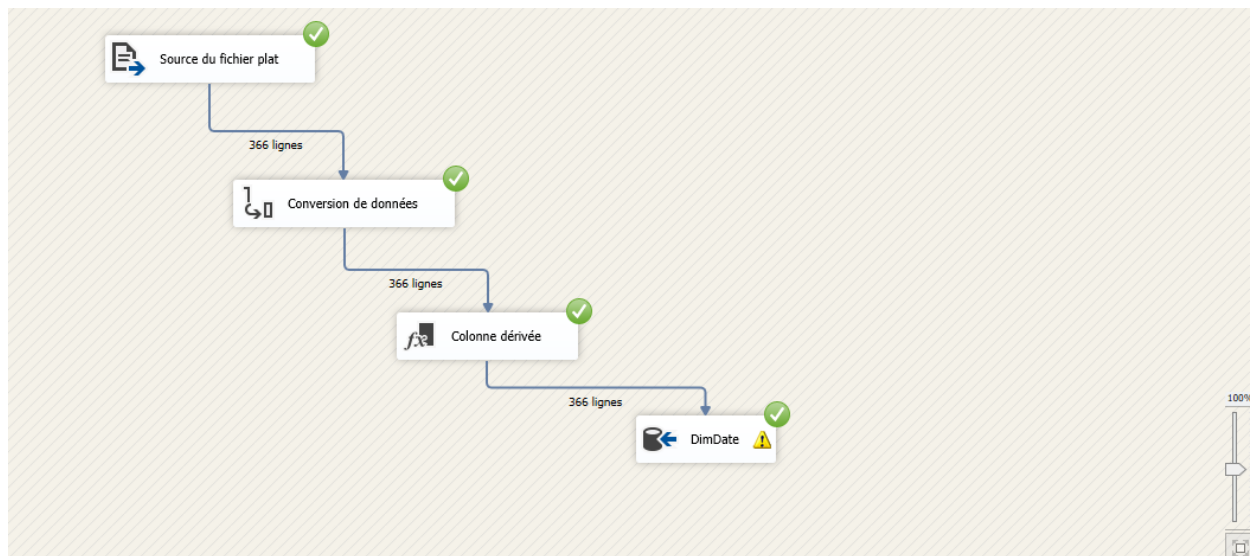 Source du fichier plat
366 lignes
Conversion de données
366 lignes
Colonne dérivée
366 lignes
DimDate
100%